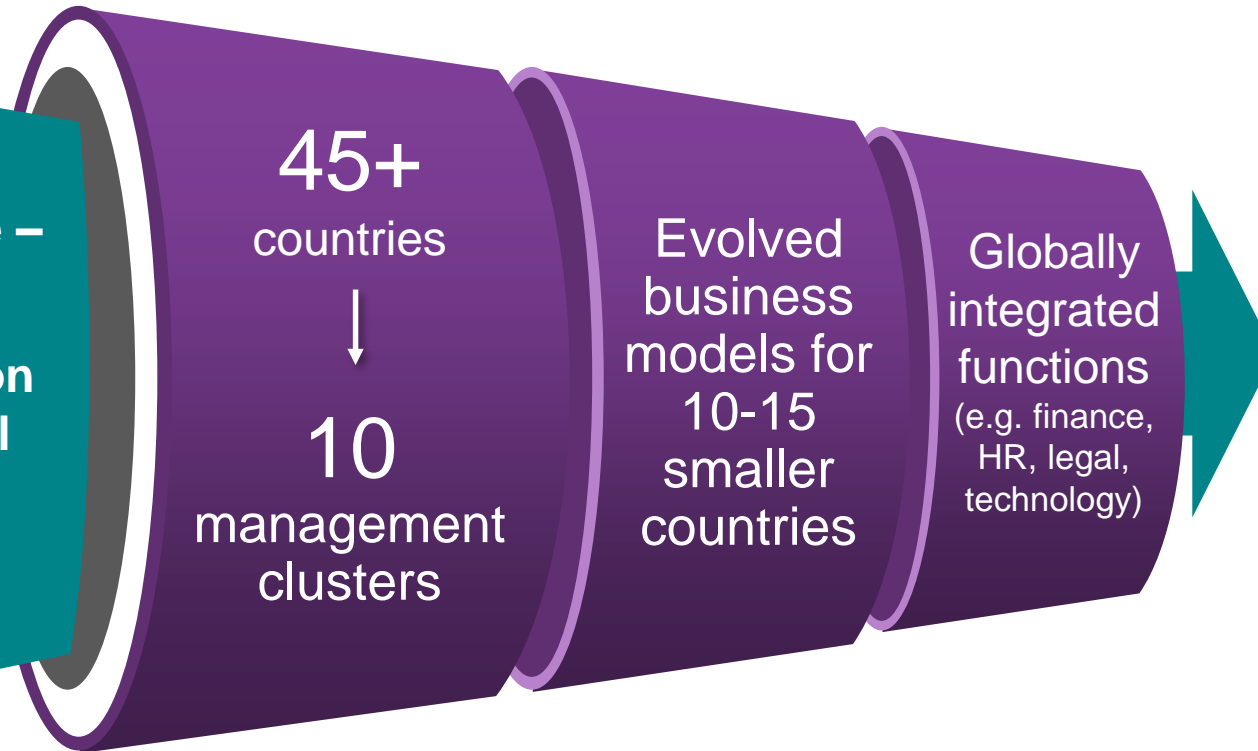 –
on
45+
countries
10
management
clusters
Evolved
business
models for
10-15
smaller
countries
Globally
integrated
functions
(e.g. finance,
HR, legal,
technology)